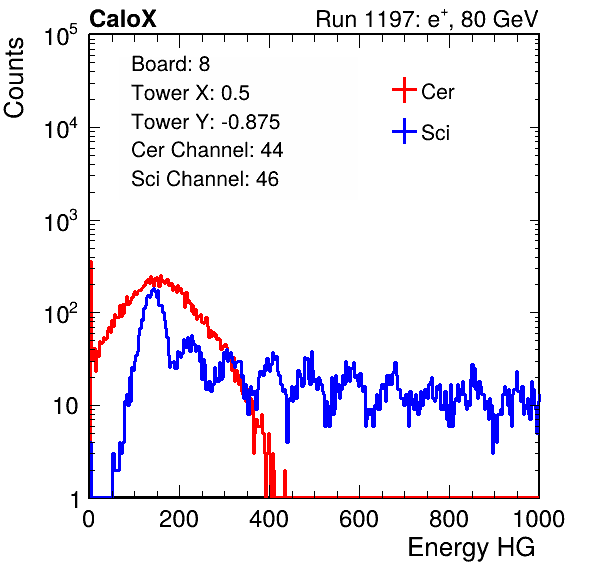 CaloX Run 1197: e⁺, 80 GeV
Counts
10⁵
10⁴
10³
10²
10
1
Board: 8
Tower X: 0.5
Tower Y: -0.875
Cer Channel: 44
Sci Channel: 46
Cer
Sci
0 200 400 600 800 1000
Energy HG